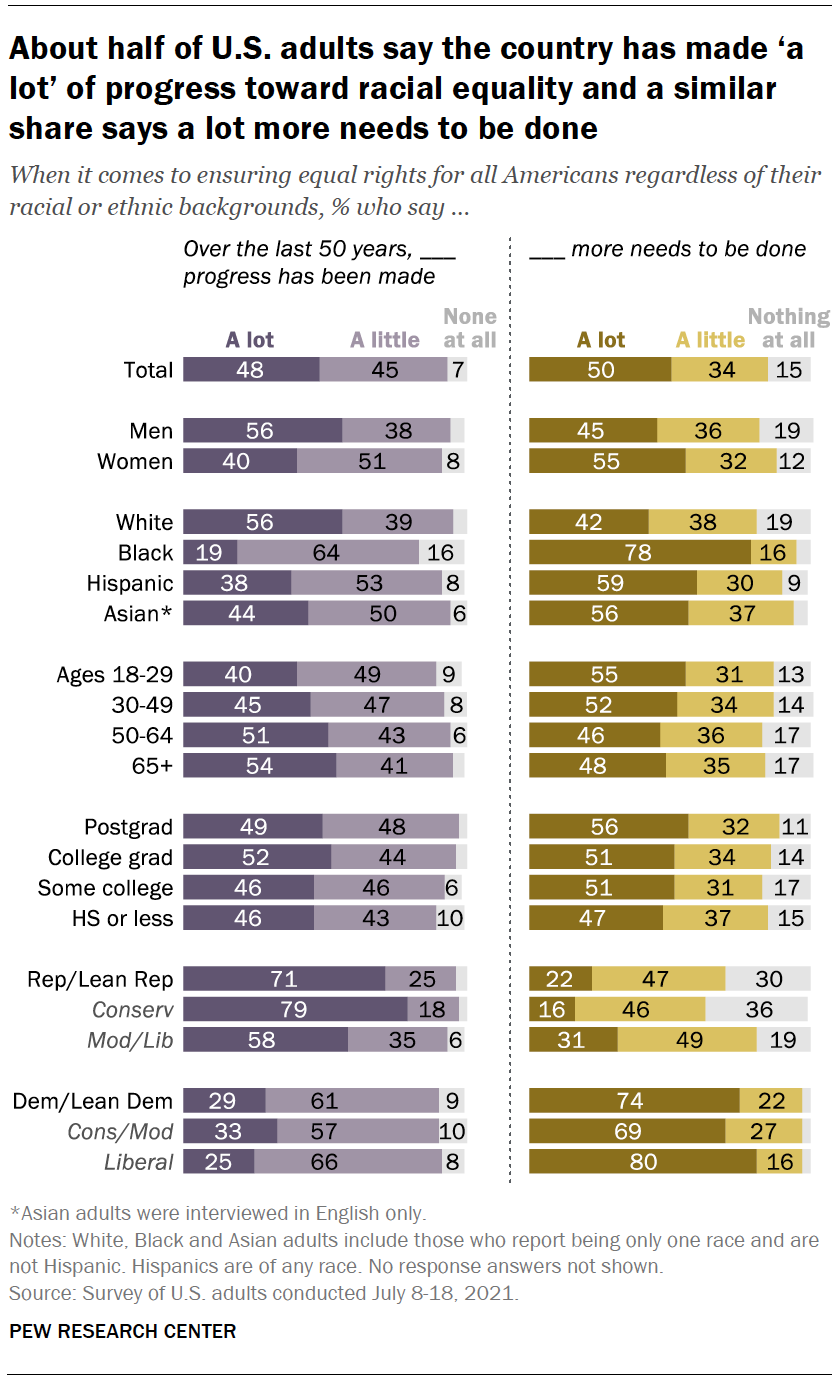 About half of U.S. adults say the country has made ‘a
lot’ of progress toward racial equality and a similar
share says a lot more needs to be done
When it comes to ensuring equal rights for all Americans regardless of their
racial or ethnic backgrounds, % who say ...
Over the last 50 years, ___
progress has been made
___ more needs to be done
A lot A little None at all A lot A little Nothing at all
Total 48 45 7 50 34 15
Men 56 38 45 36 19
Women 40 51 8 55 32 12
White 56 39 42 38 19
Black 19 64 16 78 16
Hispanic 38 53 8 59 30 9
Asian* 44 50 6 56 37
Ages 18-29 40 49 9 55 31 13
30-49 45 47 8 52 34 14
50-64 51 43 6 46 36 17
65+ 54 41 48 35 17
Postgrad 49 48 56 32 11
College grad 52 44 51 34 14
Some college 46 46 6 51 31 17
HS or less 46 43 10 47 37 15
Rep/Lean Rep 71 25 22 47 30
Conserv 79 18 16 46 36
Mod/Lib 58 35 6 31 49 19
Dem/Lean Dem 29 61 9 74 22
Cons/Mod 33 57 10 69 27
Liberal 25 66 8 80 16
*Asian adults were interviewed in English only.
Notes: White, Black and Asian adults include those who report being only one race and are
not Hispanic. Hispanics are of any race. No response answers not shown.
Source: Survey of U.S. adults conducted July 8-18, 2021.
PEW RESEARCH CENTER